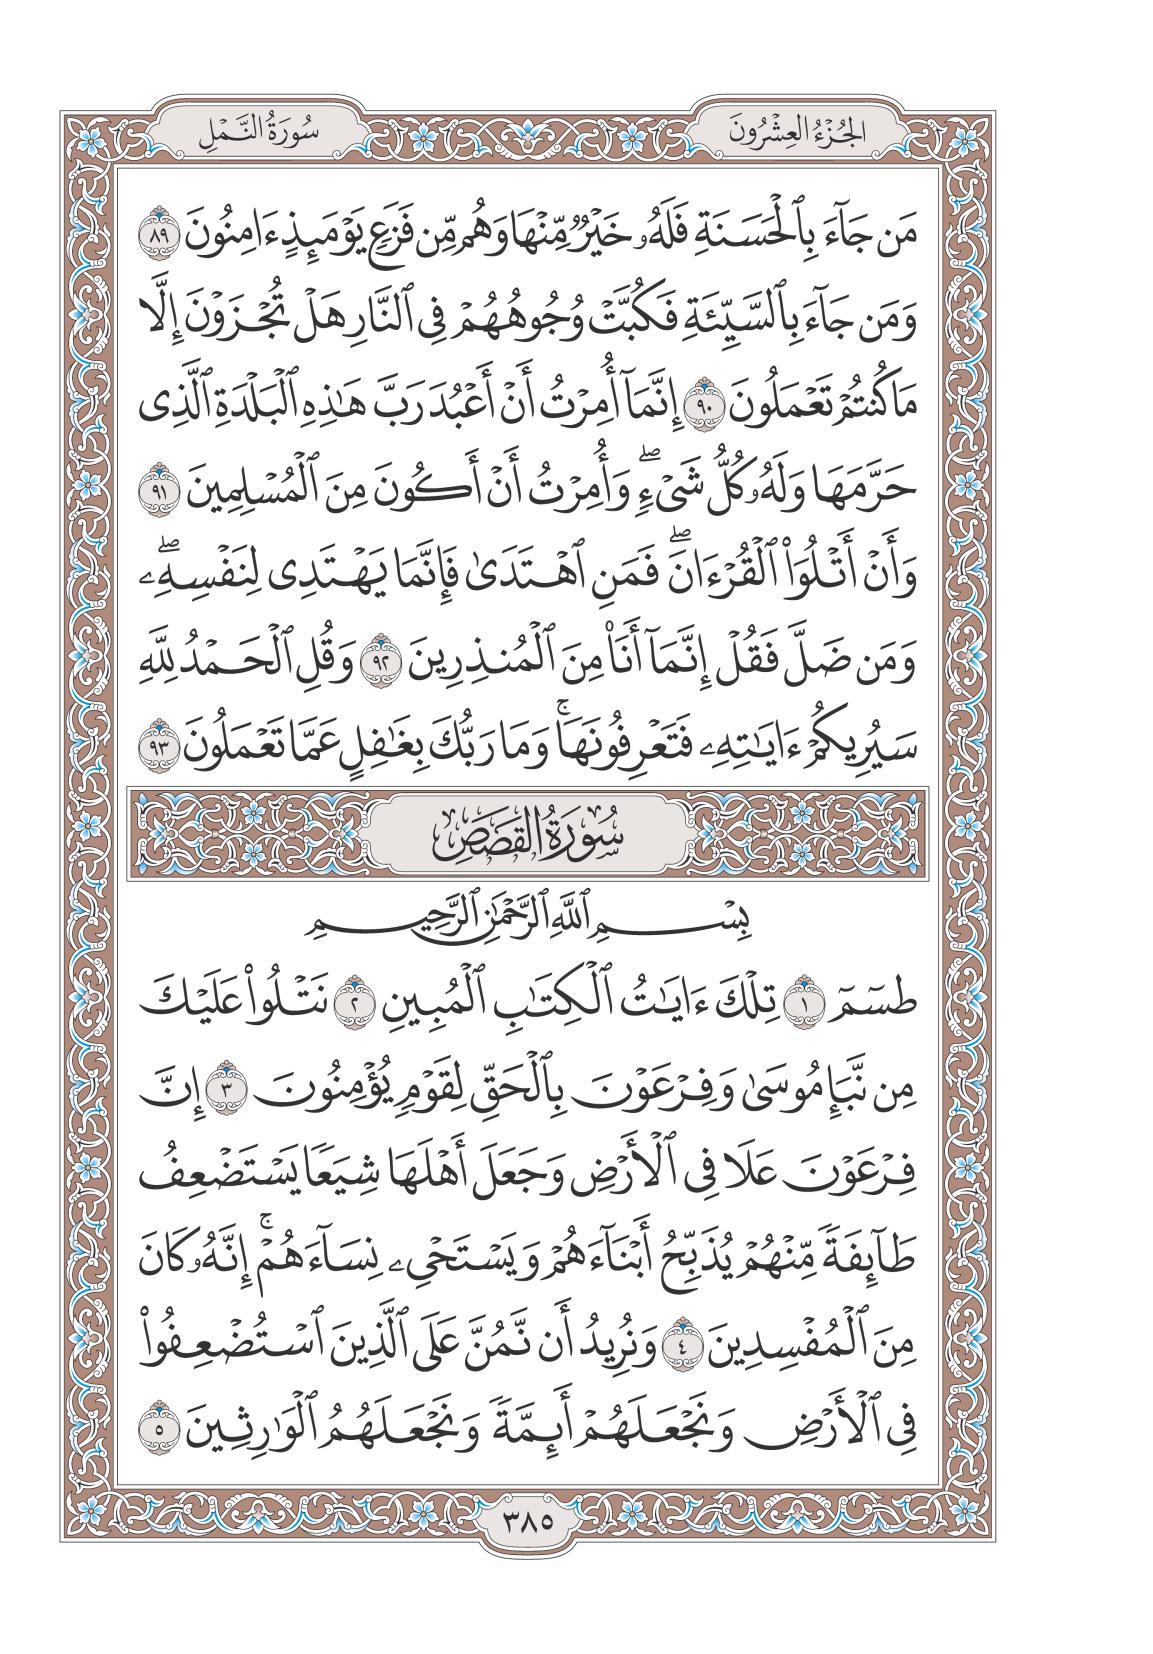 الجُزْءُ العِشْرُونَ
سُورَةُ النَّمْلِ
مَن جَآءَ بِٱلْحَسَنَةِ فَلَهُۥ خَيْرٌ مِّنْهَا وَهُم مِّن فَزَعٍ يَوْمَئِذٍ ءَامِنُونَ ٨٩
وَمَن جَآءَ بِٱلسَّيِّئَةِ فَكُبَّتْ وُجُوهُهُمْ فِى ٱلنَّارِ هَلْ تُجْزَوْنَ إِلَّا
مَا كُنتُمْ تَعْمَلُونَ ٩٠ إِنَّمَآ أُمِرْتُ أَنْ أَعْبُدَ رَبَّ هَٰذِهِ ٱلْبَلْدَةِ ٱلَّذِى
حَرَّمَهَا وَلَهُۥ كُلُّ شَىْءٍۖ وَأُمِرْتُ أَنْ أَكُونَ مِنَ ٱلْمُسْلِمِينَ ٩١
وَأَنْ أَتْلُوَا۟ ٱلْقُرْءَانَۖ فَمَنِ ٱهْتَدَىٰ فَإِنَّمَا يَهْتَدِى لِنَفْسِهِۦۖ
وَمَن ضَلَّ فَقُلْ إِنَّمَآ أَنَا۠ مِنَ ٱلْمُنذِرِينَ ٩٢ وَقُلِ ٱلْحَمْدُ لِلَّهِ
سَيُرِيكُمْ ءَايَٰتِهِۦ فَتَعْرِفُونَهَاۚ وَمَا رَبُّكَ بِغَٰفِلٍ عَمَّا تَعْمَلُونَ ٩٣
سُورَةُ القَصَصِ
بِسْمِ ٱللَّهِ ٱلرَّحْمَٰنِ ٱلرَّحِيمِ
طسٓمٓ ١ تِلْكَ ءَايَٰتُ ٱلْكِتَٰبِ ٱلْمُبِينِ ٢ نَتْلُوا۟ عَلَيْكَ
مِن نَّبَإِ مُوسَىٰ وَفِرْعَوْنَ بِٱلْحَقِّ لِقَوْمٍ يُؤْمِنُونَ ٣ إِنَّ
فِرْعَوْنَ عَلَا فِى ٱلْأَرْضِ وَجَعَلَ أَهْلَهَا شِيَعًا يَسْتَضْعِفُ
طَآئِفَةً مِّنْهُمْ يُذَبِّحُ أَبْنَآءَهُمْ وَيَسْتَحْىِۦ نِسَآءَهُمْۚ إِنَّهُۥ كَانَ
مِنَ ٱلْمُفْسِدِينَ ٤ وَنُرِيدُ أَن نَّمُنَّ عَلَى ٱلَّذِينَ ٱسْتُضْعِفُوا۟
فِى ٱلْأَرْضِ وَنَجْعَلَهُمْ أَئِمَّةً وَنَجْعَلَهُمُ ٱلْوَٰرِثِينَ ٥
٣٨٥